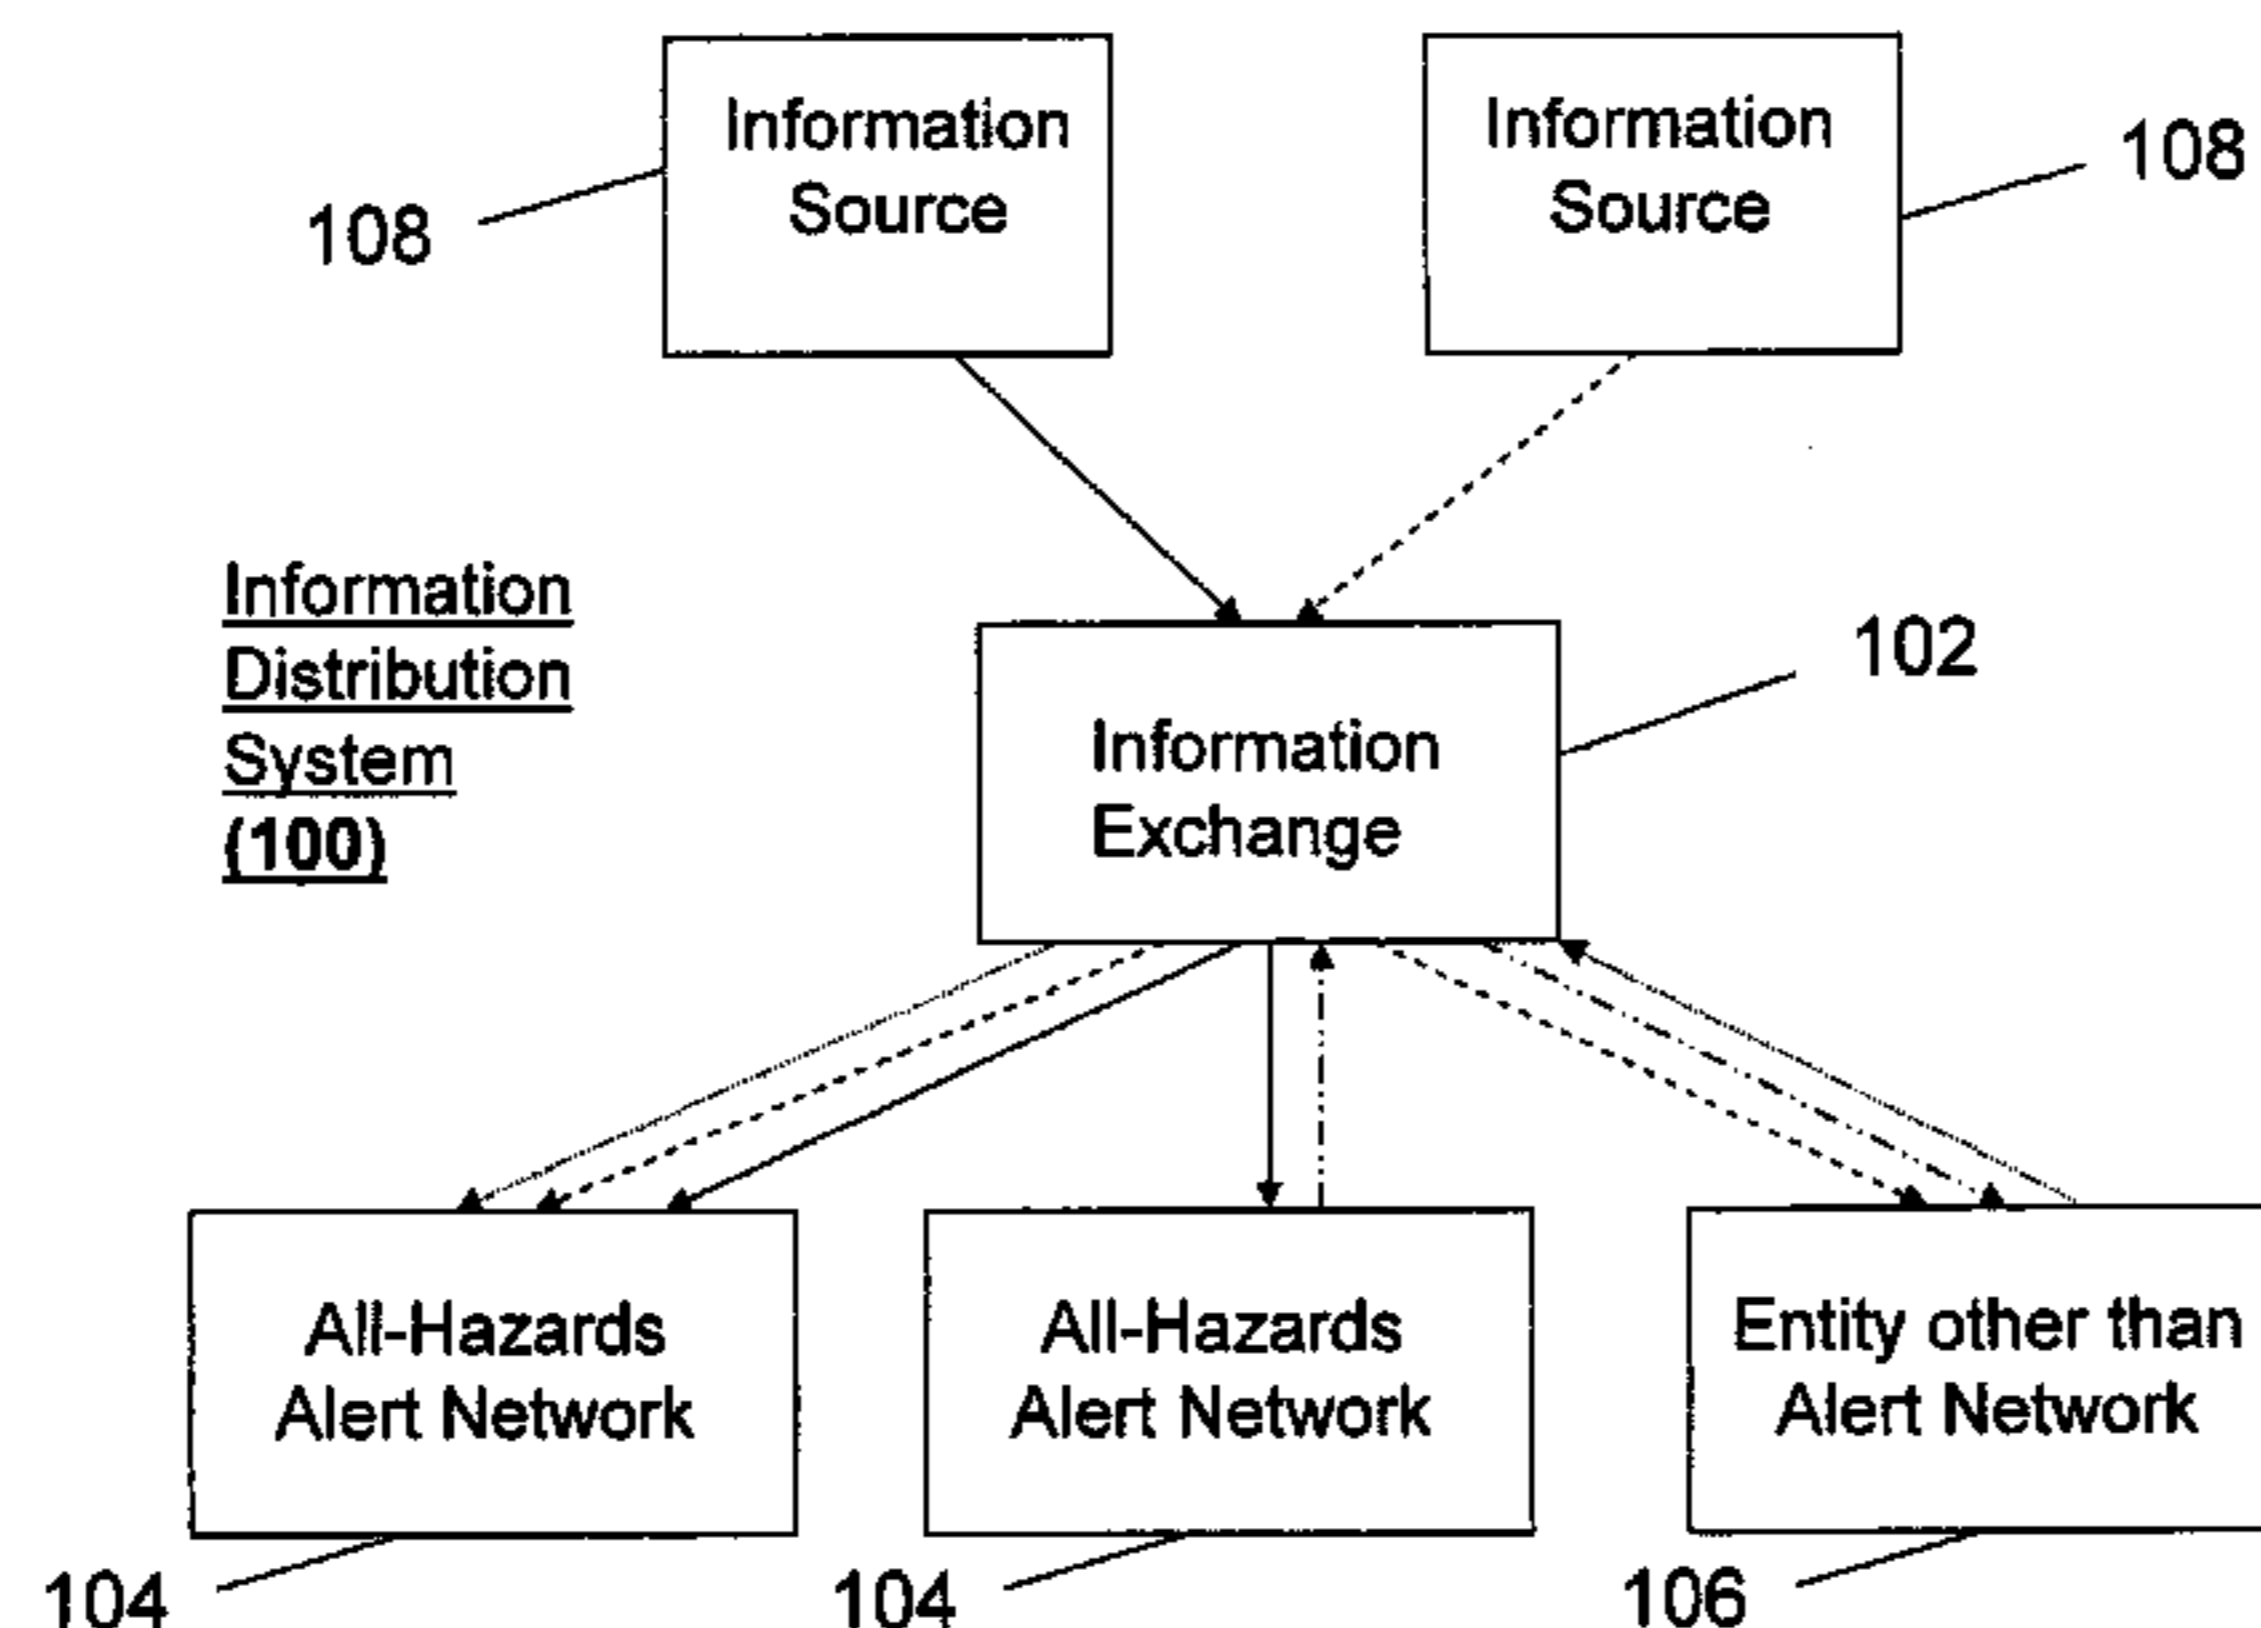 Information
Source
108
Information
Source
108
Information
Distribution
System
(100)
102
Information
Exchange
All-Hazards
Alert Network
All-Hazards
Alert Network
Entity other than
Alert Network
104
104
106